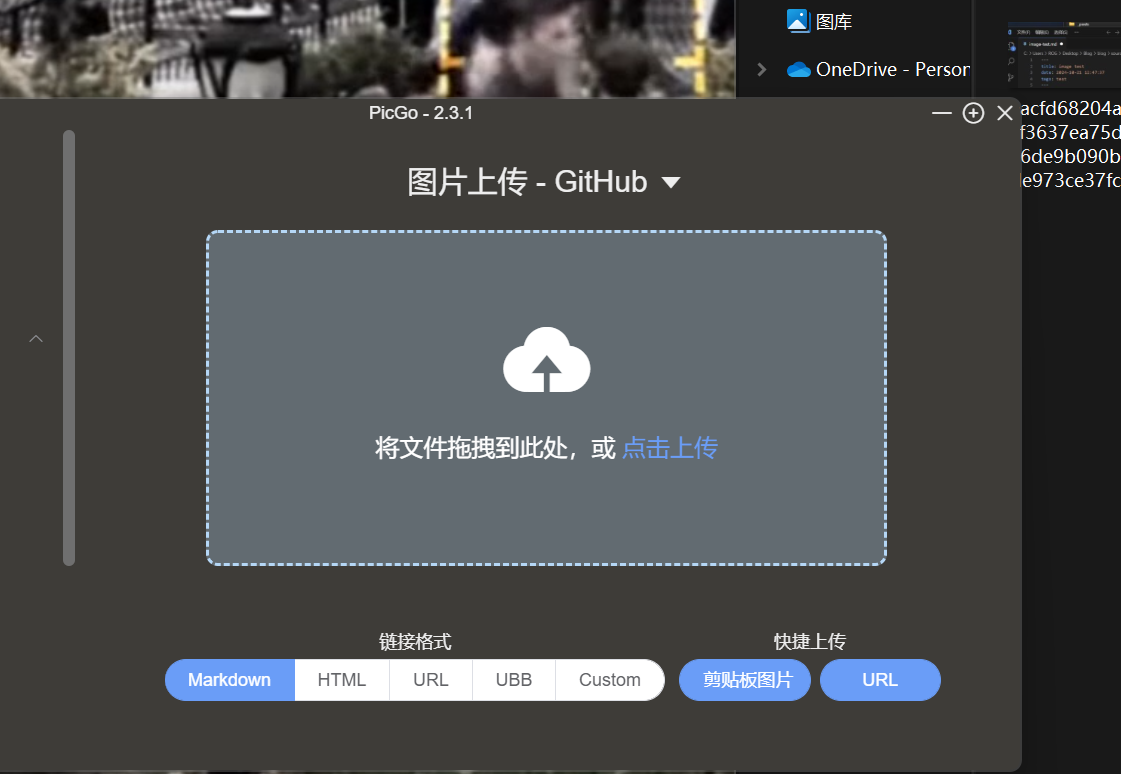 图库
OneDrive - Person
PicGo - 2.3.1
acfd68204a
f3637ea75d
6de9b090b
e973ce37fc
图片上传 - GitHub
将文件拖拽到此处，或 点击上传
链接格式
快捷上传
Markdown HTML URL UBB Custom 剪贴板图片 URL